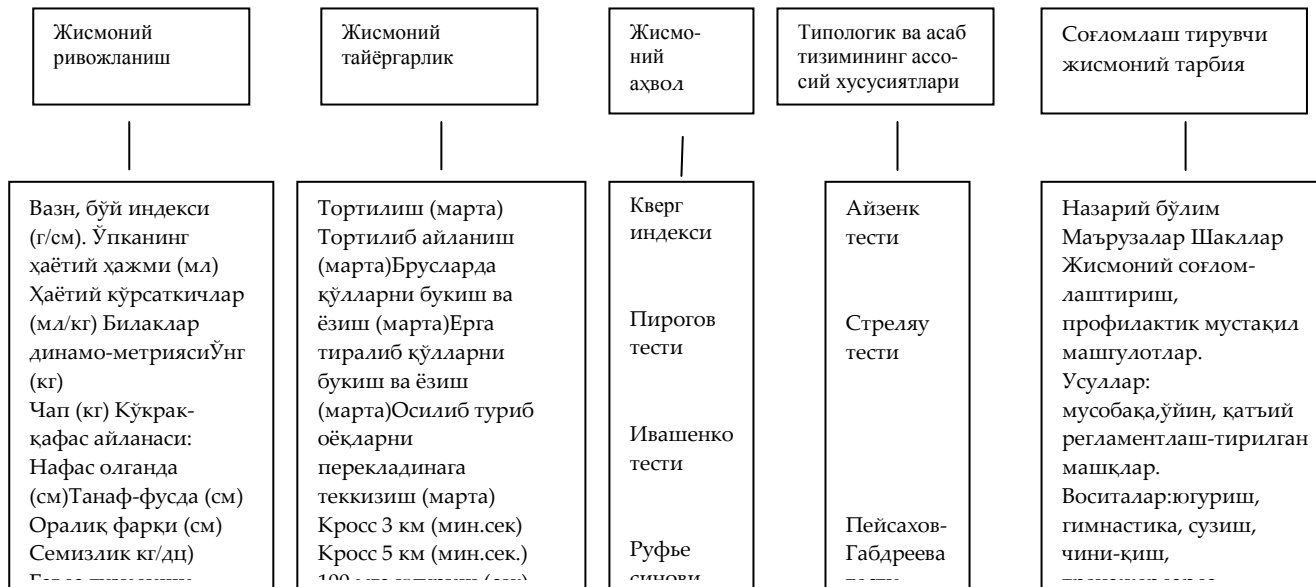 Жисмоний
ривожланиш
Жисмоний
тайёргарлик
Жисмо-
ний
аҳвол
Типологик ва асаб
тизимининг ассо-
сий хусусиятлари
Соғломлаш тирувчи
жисмоний тарбия
Вазн, бўй индекси
(г/см). Ўпканинг
ҳаётий ҳажми (мл)
Ҳаётий кўрсаткичлар
(мл/кг) Билаклар
динамо-метриясиЎнг
(кг)
Чап (кг) Кўкрак-
қафас айланаси:
Нафас олганда
(см)Танаф-фусда (см)
Оралиқ фарқи (см)
Семизлик кг/дц)
Тортилиш (марта)
Тортилиб айланиш
(марта)Брусларда
қўлларни букиш ва
ёзиш (марта)Ерга
тиралиб қўлларни
букиш ва ёзиш
(марта)Осилиб туриб
оёқларни
перекладинага
теккизиш (марта)
Кросс 3 км (мин.сек)
Кросс 5 км (мин.сек.)
Кверг
индекси
Пирогов
тести
Ивашенко
тести
Руфье
синови
Айзенк
тести
Стреляу
тести
Пейсахов-
Габдреева
тести
Назарий бўлим
Маърузалар Шакллар
Жисмоний соғлом-
лаштириш,
профилактик мустақил
машгулотлар.
Усуллар:
мусобақа,ўйин, қатъий
регламентлаш-тирилган
машқлар.
Воситалар:югуриш,
гимнастика, сузиш,
чини-қиш,